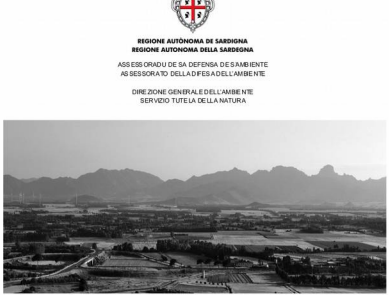 REGIONE AUTÒNOMA DE SARDIGNA
REGIONE AUTONOMA DELLA SARDEGNA
ASSESSORADU DE SA DEFENSA DE S'AMBIENTE
ASSESSORATO DELLA DIFESA DELL'AMBIENTE
DIREZIONE GENERALE DELL'AMBIENTE
SERVIZIO TUTELA DELLA NATURA